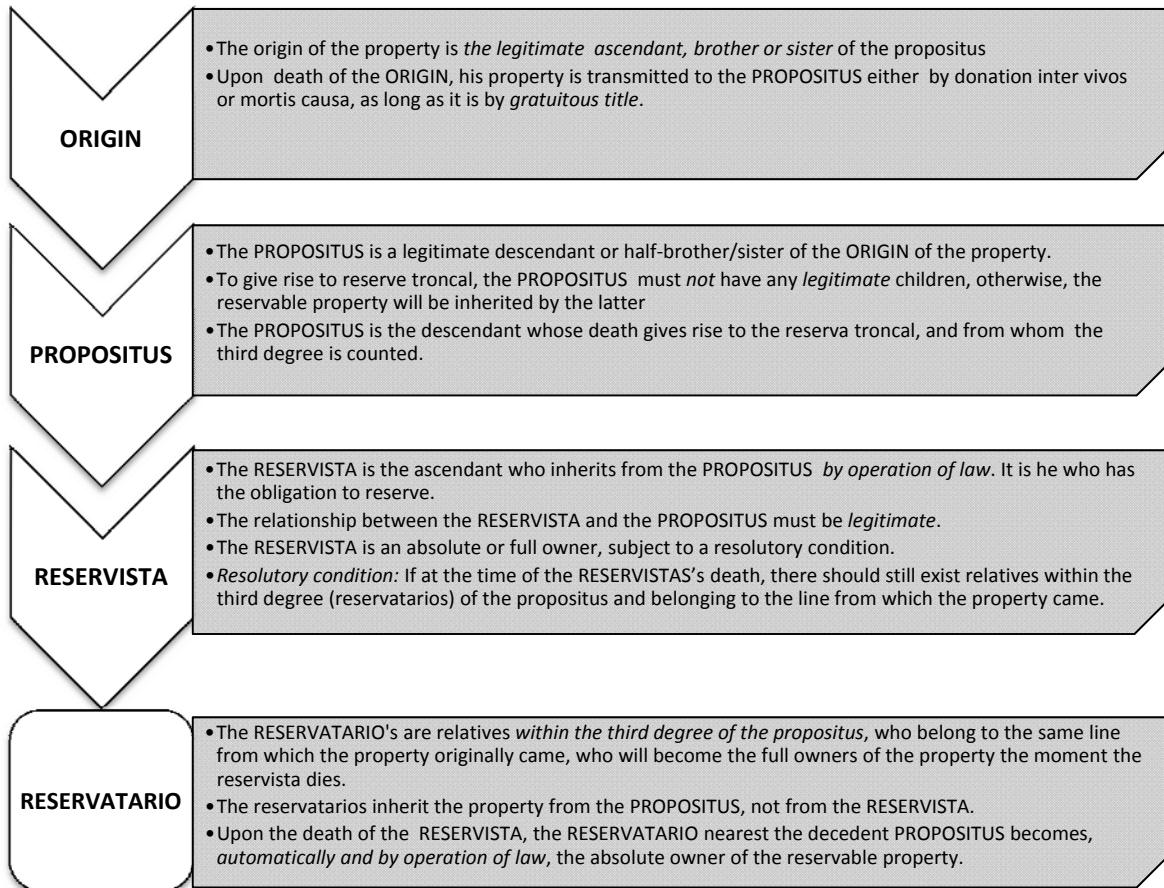 •The origin of the property is the legitimate ascendant, brother or sister of the propositus
•Upon death of the ORIGIN, his property is transmitted to the PROPOSITUS either by donation inter vivos
or mortis causa, as long as it is by gratuitous title.
ORIGIN
•The PROPOSITUS is a legitimate descendant or half-brother/sister of the ORIGIN of the property.
•To give rise to reserve troncal, the PROPOSITUS must not have any legitimate children, otherwise, the
reservable property will be inherited by the latter
•The PROPOSITUS is the descendant whose death gives rise to the reserva troncal, and from whom the
third degree is counted.
PROPOSITUS
•The RESERVISTA is the ascendant who inherits from the PROPOSITUS by operation of law. It is he who has
the obligation to reserve.
•The relationship between the RESERVISTA and the PROPOSITUS must be legitimate.
•The RESERVISTA is an absolute or full owner, subject to a resolutory condition.
•Resolutory condition: If at the time of the RESERVISTAS's death, there should still exist relatives within the
third degree (reservatarios) of the propositus and belonging to the line from which the property came.
RESERVISTA
•The RESERVATARIO's are relatives within the third degree of the propositus, who belong to the same line
from which the property originally came, who will become the full owners of the property the moment the
reservista dies.
•The reservatarios inherit the property from the PROPOSITUS, not from the RESERVISTA.
•Upon the death of the RESERVISTA, the RESERVATARIO nearest the decedent PROPOSITUS becomes,
automatically and by operation of law, the absolute owner of the reservable property.
RESERVATARIO